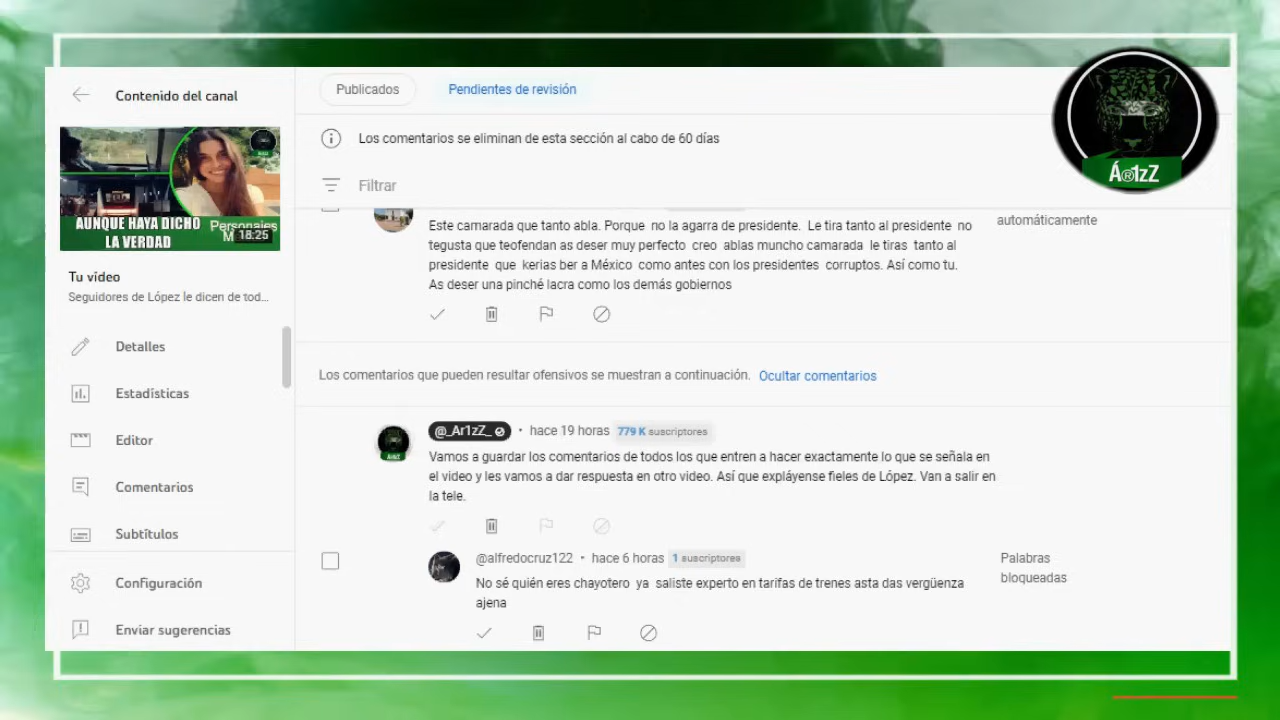 Contenido del canal
AUNQUE HAYA DICHO
LA VERDAD
Personajes
M
18:25
Tu vídeo
Seguidores de López le dicen de tod...
Detalles
Estadísticas
Editor
Comentarios
Subtítulos
Configuración
Enviar sugerencias
Publicados
Pendientes de revisión
Los comentarios se eliminan de esta sección al cabo de 60 días
Filtrar
Á®1zZ
Este camarada que tanto abla. Porque no la agarra de presidente. Le tira tanto al presidente no
tegusta que teofendan as deser muy perfecto creo ablas muncho camarada le tiras tanto al
presidente que kerias ber a México como antes con los presidentes corruptos. Así como tu.
As deser una pinché lacra como los demás gobiernos
automáticamente
Los comentarios que pueden resultar ofensivos se muestran a continuación. Ocultar comentarios
@_Ar1zZ_ • hace 19 horas 779 K suscriptores
Vamos a guardar los comentarios de todos los que entren a hacer exactamente lo que se señala en
el video y les vamos a dar respuesta en otro video. Así que expláyense fieles de López. Van a salir en
la tele.
@alfredocruz122 • hace 6 horas 1 suscriptores
No sé quién eres chayotero ya saliste experto en tarífas de trenes asta das vergüenza
ajena
Palabras
bloqueadas